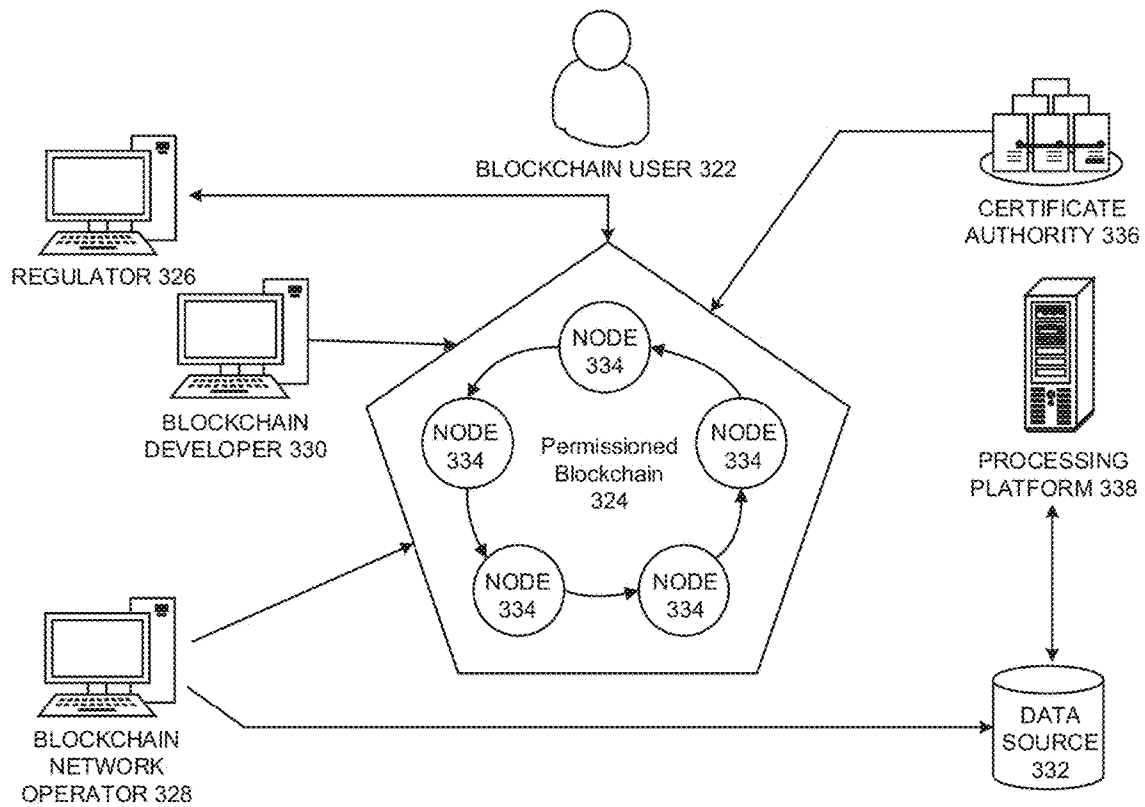 BLOCKCHAIN USER 322
CERTIFICATE
AUTHORITY 336
REGULATOR 326
BLOCKCHAIN
DEVELOPER 330
NODE
334
NODE
334
Permissioned
Blockchain
324
NODE
334
NODE
334
NODE
334
PROCESSING
PLATFORM 338
BLOCKCHAIN
NETWORK
OPERATOR 328
DATA
SOURCE
332